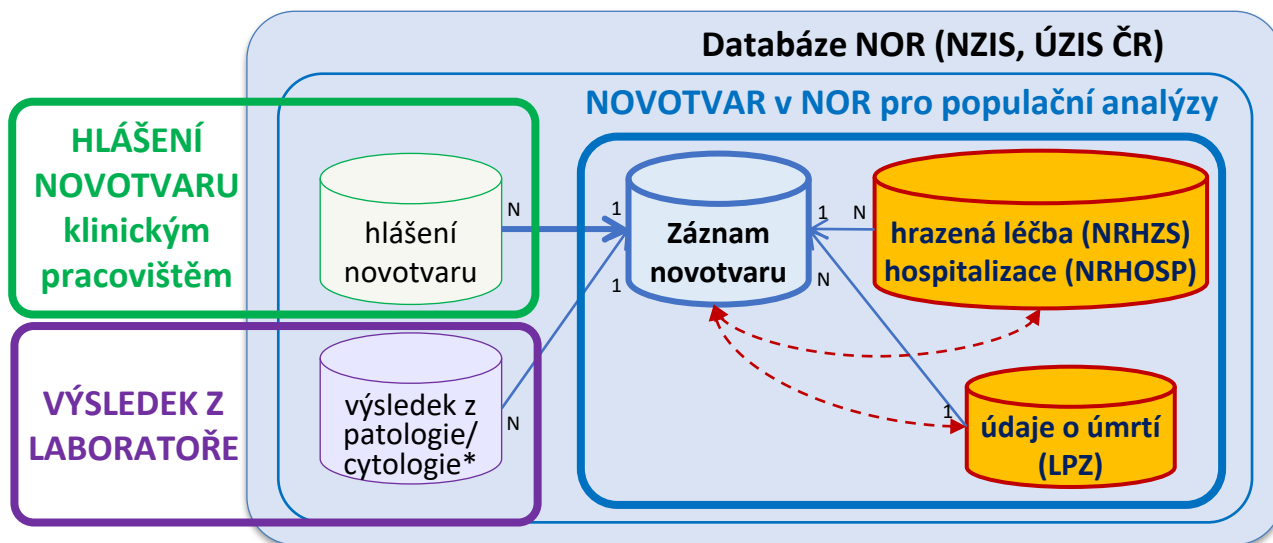 Databáze NOR (NZIS, ÚZIS ČR)
NOVOTVAR v NOR pro populační analýzy
HLÁŠENÍ
NOVOTVARU
klinickým
pracovištěm
hlášení
novotvaru
N
1
1
Záznam
novotvaru
1
N
N
hrazená léčba (NRHZS)
hospitalizace (NRHOSP)
VÝSLEDEK Z
LABORATOŘE
výsledek z
patologie/
cytologie*
N
1
údaje o úmrtí
(LPZ)